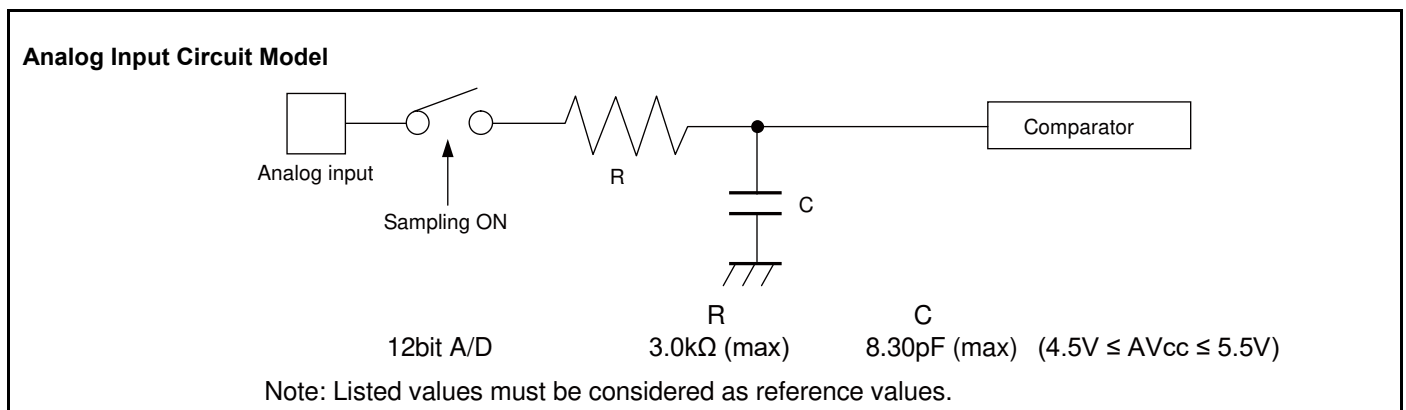 Analog Input Circuit Model
Analog input
Sampling ON
R
C
Comparator
R C
12bit A/D 3.0kΩ (max) 8.30pF (max) (4.5V ≤ AVcc ≤ 5.5V)
Note: Listed values must be considered as reference values.